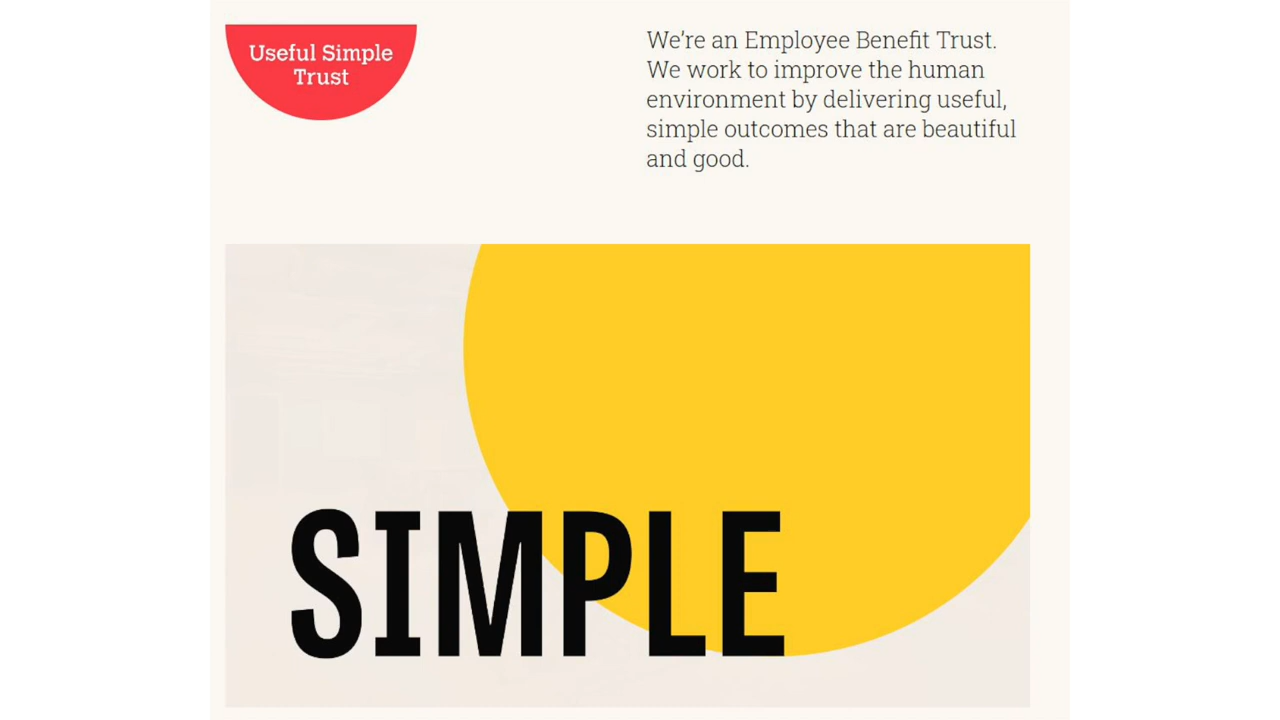 Useful Simple
Trust
We’re an Employee Benefit Trust.
We work to improve the human
environment by delivering useful,
simple outcomes that are beautiful
and good.
SIMPLE